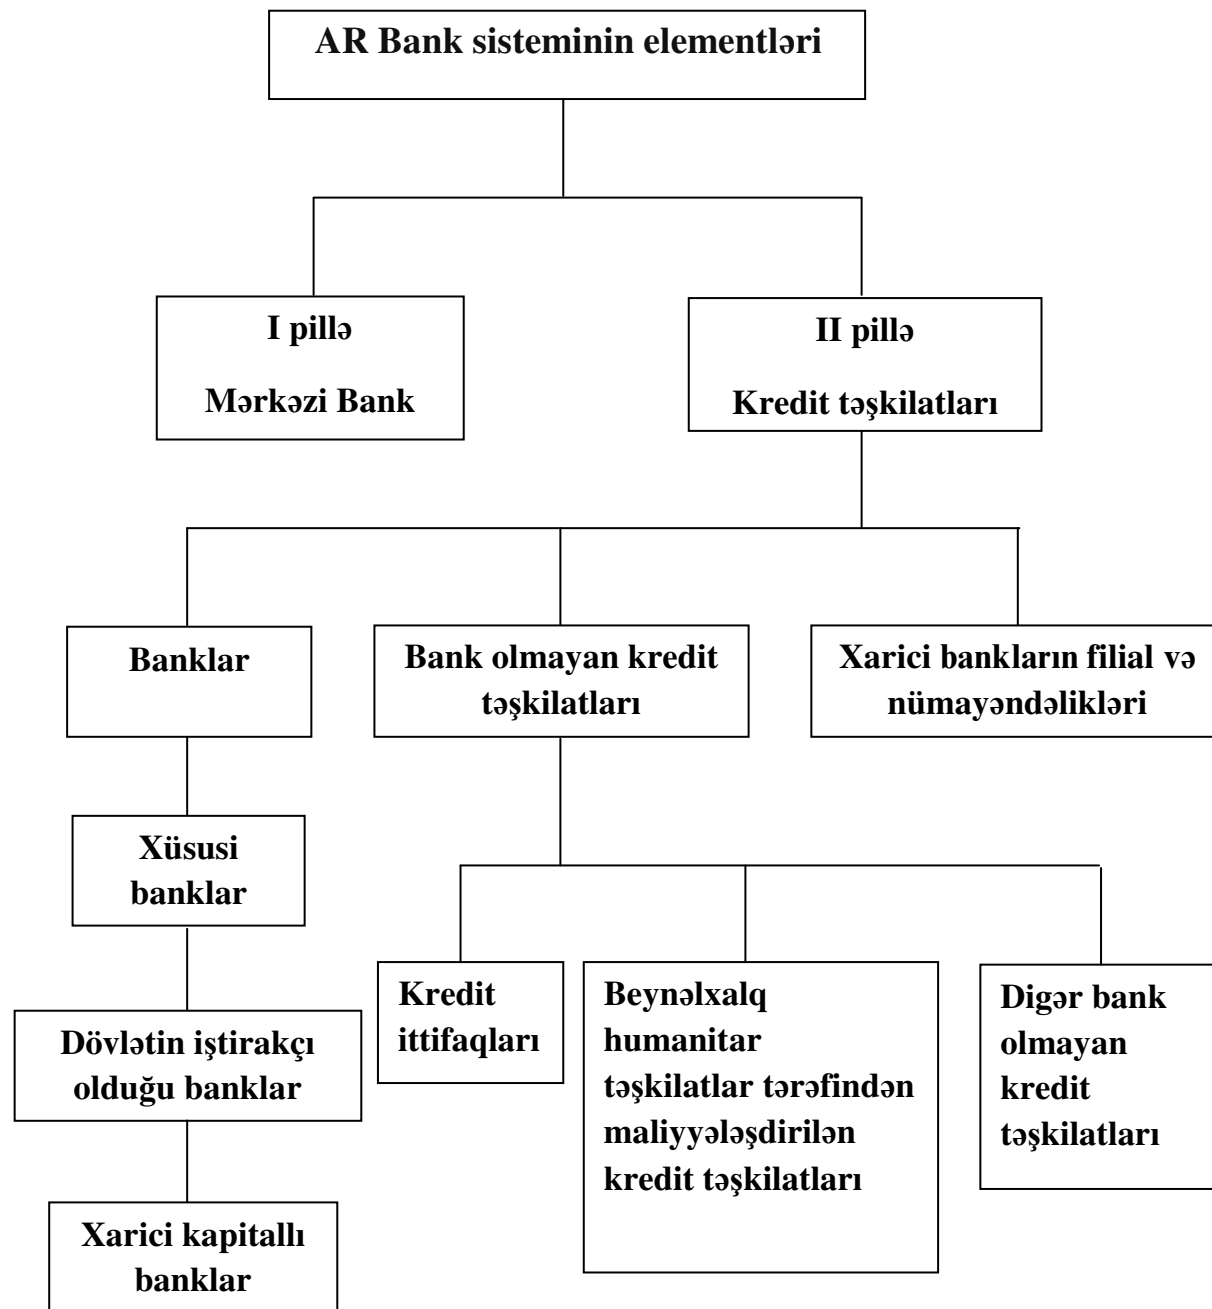 AR Bank sisteminin elementləri
I pillə
Mərkəzi Bank
II pillə
Kredit təşkilatları
Banklar
Bank olmayan kredit
təşkilatları
Xarici bankların filial və
nümayəndəlikləri
Xüsusi
banklar
Dövlətin iştirakçı
olduğu banklar
Xarici kapitallı
banklar
Kredit
ittifaqları
Beynəlxalq
humanitar
təşkilatlar tərəfindən
maliyyələşdirilən
kredit təşkilatları
Digər bank
olmayan
kredit
təşkilatları